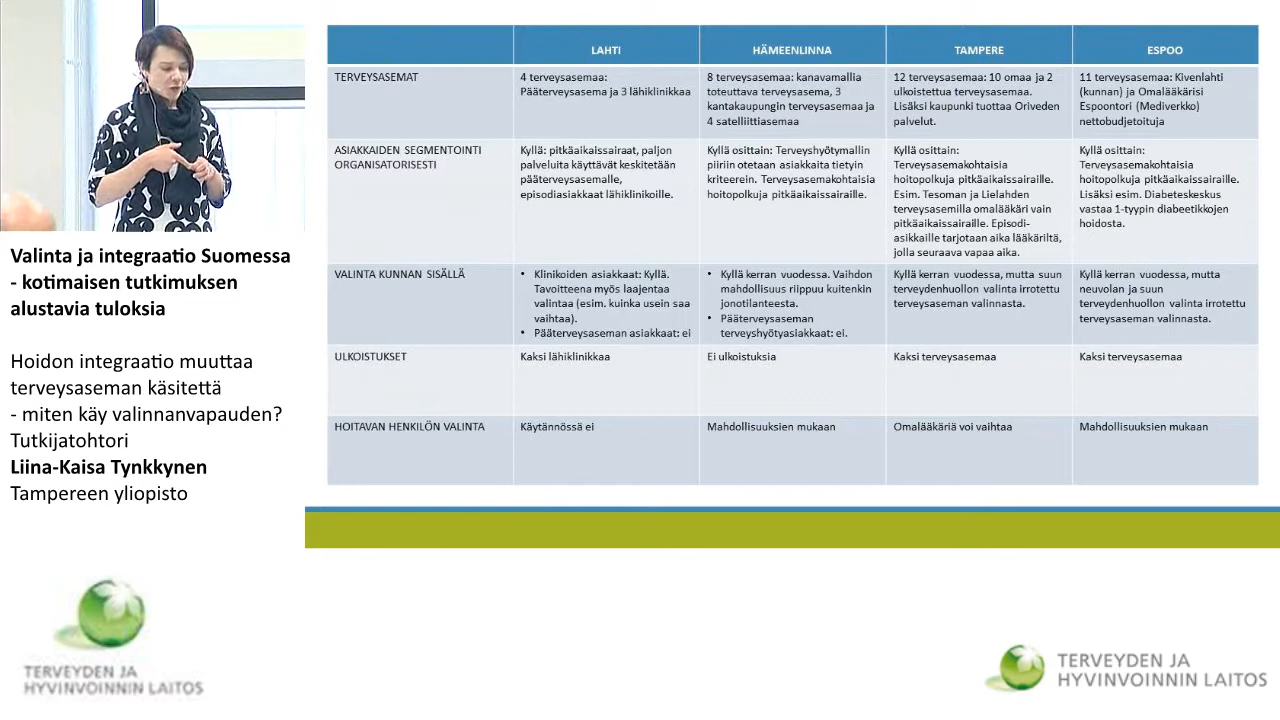 Valinta ja integraatio Suomessa
- kotimaisen tutkimuksen
alustavia tuloksia
Hoidon integraatio muuttaa
terveysaseman käsitettä
- miten käy valinnanvapauden?
Tutkijatohtori
Liina-Kaisa Tynkkynen
Tampereen yliopisto
LAHTI
HÄMEENLINNA
TAMPERE
ESPOO
TERVEYSASEMAT
4 terveysasemaa:
Pääterveysasema ja 3 lähiklinikkaa
8 terveysasemaa: kanavamallia
toteuttava terveysasema, 3
kantakaupungin terveysasemaa ja
4 satelliittiasemaa
12 terveysasemaa: 10 omaa ja 2
ulkoistettua terveysasemaa.
Lisäksi kaupunki tuottaa Oriveden
palvelut.
11 terveysasemaa: Kivenlahti
(kunnan) ja Omalääkärisi
Espoontori (Mediverkko)
nettobudjetoituja
ASIAKKAIDEN SEGMENTOINTI
ORGANISATORISESTI
Kyllä: pitkäaikaissairaat, paljon
palveluita käyttävät keskitetään
pääterveysasemalle,
episodiasiakkaat lähiklinikoille.
Kyllä osittain: Terveyshyötymallin
piiriin otetaan asiakkaita tietyin
kriteerein. Terveysasemakohtaisia
hoitopolkuja pitkäaikaissairaille.
Kyllä osittain:
Terveysasemakohtaisia
hoitopolkuja pitkäaikaissairaille.
Esim. Tesoman ja Lielahden
terveysasemilla omalääkäri vain
pitkäaikaissairaille. Episodi-
asikkaille tarjotaan aika lääkäriltä,
jolla seuraava vapaa aika.
Kyllä osittain:
Terveysasemakohtaisia
hoitopolkuja pitkäaikaissairaille.
Lisäksi esim. Diabeteskeskus
vastaa 1-tyypin diabeetikkojen
hoidosta.
VALINTA KUNNAN SISÄLLÄ
• Klinikoiden asiakkaat: Kyllä.
Tavoitteena myös laajentaa
valintaa (esim. kuinka usein saa
vaihtaa).
• Pääterveysaseman asiakkaat: ei
• Kyllä kerran vuodessa. Vaihdon
mahdollisuus riippuu kuitenkin
jonotilanteesta.
• Pääterveysaseman
terveyshyötyasiakkaat: ei.
Kyllä kerran vuodessa, mutta suun
terveydenhuollon valinta irrotettu
terveysaseman valinnasta.
Kyllä kerran vuodessa, mutta
neuvolan ja suun
terveydenhuollon valinta irrotettu
terveysaseman valinnasta.
ULKOISTUKSET
Kaksi lähiklinikkaa
Ei ulkoistuksia
Kaksi terveysasemaa
Kaksi terveysasemaa
HOITAVAN HENKILÖN VALINTA
Käytännössä ei
Mahdollisuuksien mukaan
Omalääkäriä voi vaihtaa
Mahdollisuuksien mukaan
TERVEYDEN JA
HYVINVOINNIN LAITOS
TERVEYDEN JA
HYVINVOINNIN LAITOS